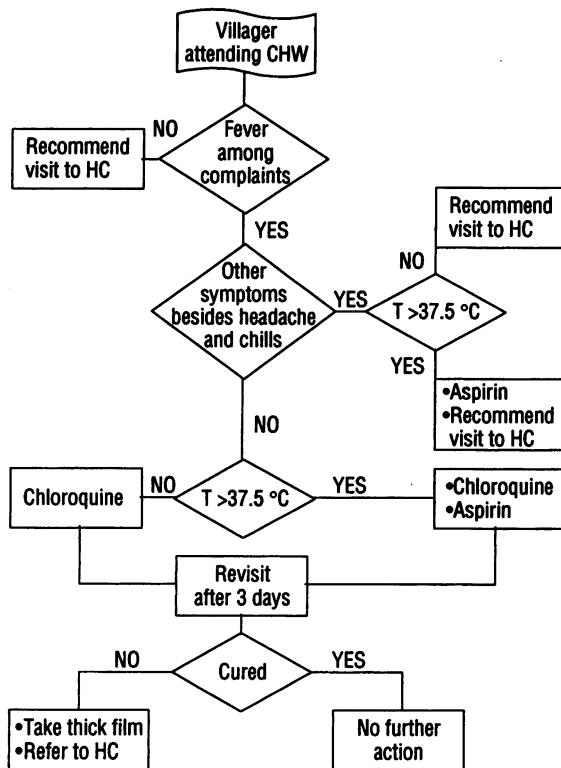 Villager
attending CHW
NO
Fever
among
complaints
Recommend
visit to HC
YES
Recommend
visit to HC
Other
symptoms
besides headache
and chills
YES
NO
T >37.5 °C
YES
•Aspirin
•Recommend
visit to HC
NO
Chloroquine
NO
T >37.5 °C
YES
•Chloroquine
•Aspirin
Revisit
after 3 days
NO
Cured
YES
•Take thick film
•Refer to HC
No further
action